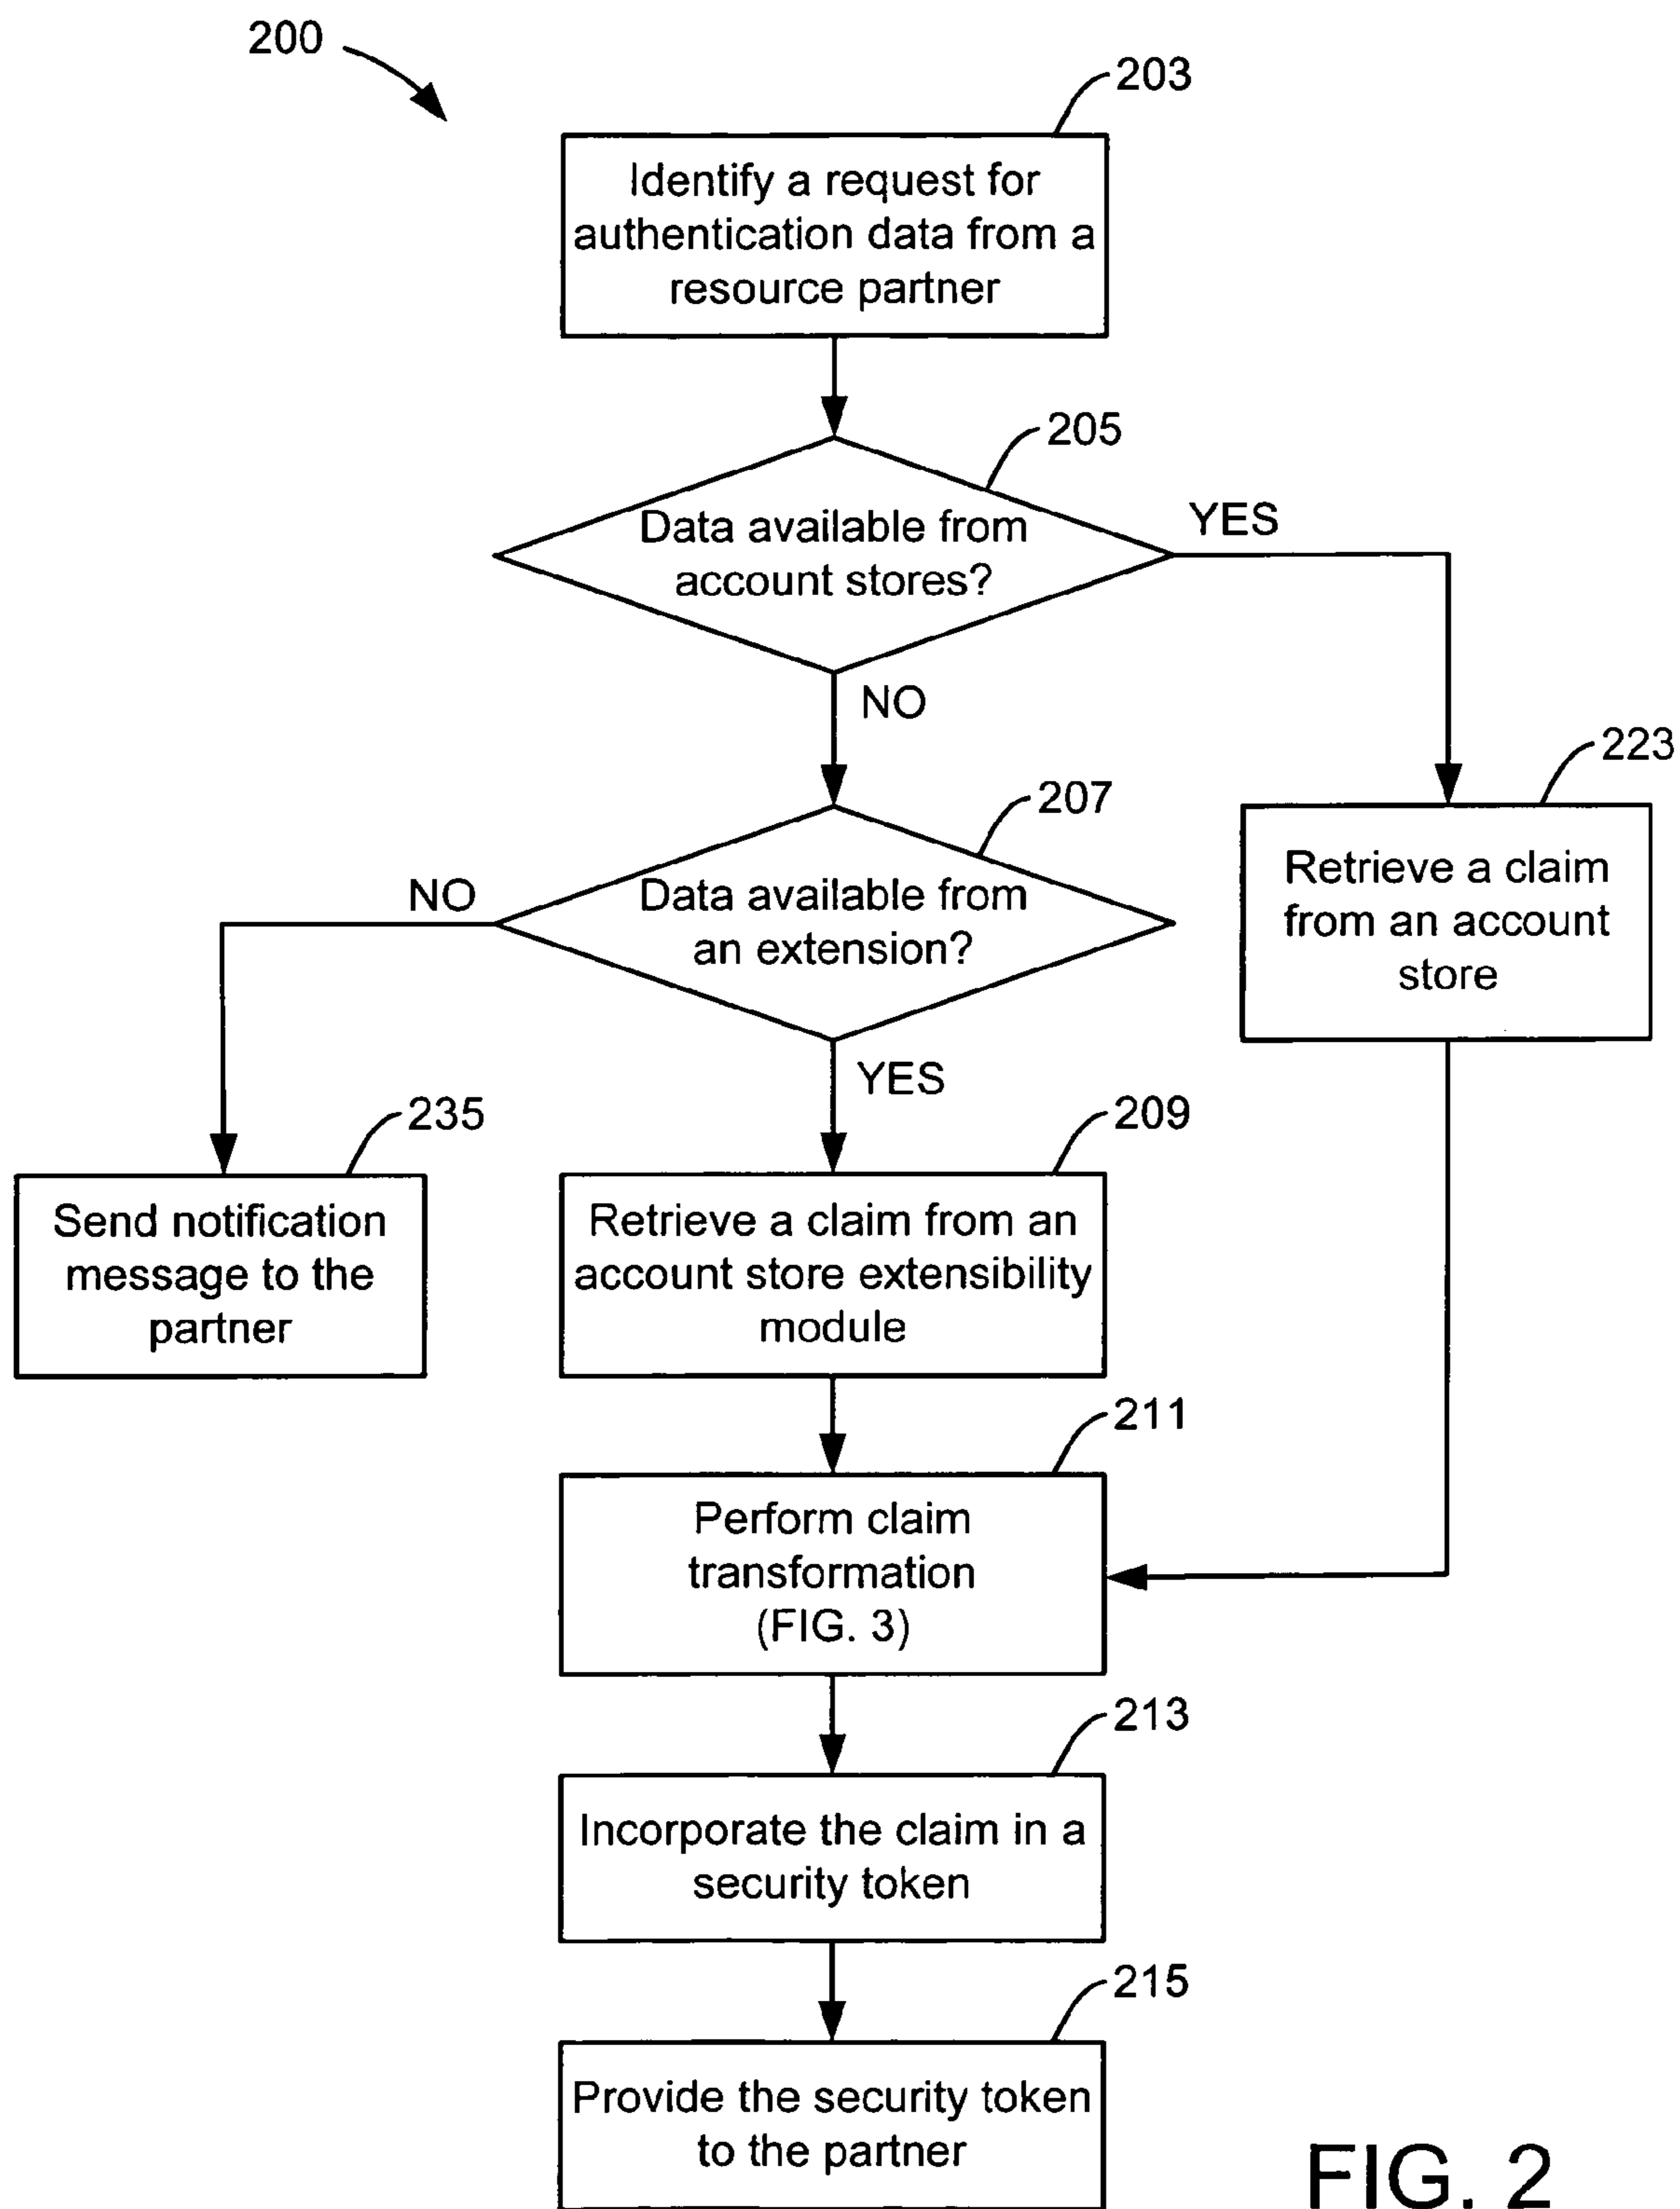 200
203
Identify a request for
authentication data from a
resource partner
205
Data available from
account stores?
YES
NO
223
Retrieve a claim
from an account
store
207
Data available from
an extension?
NO
YES
235
Send notification
message to the
partner
209
Retrieve a claim from an
account store extensibility
module
211
Perform claim
transformation
(FIG. 3)
213
Incorporate the claim in a
security token
215
Provide the security token
to the partner
FIG. 2